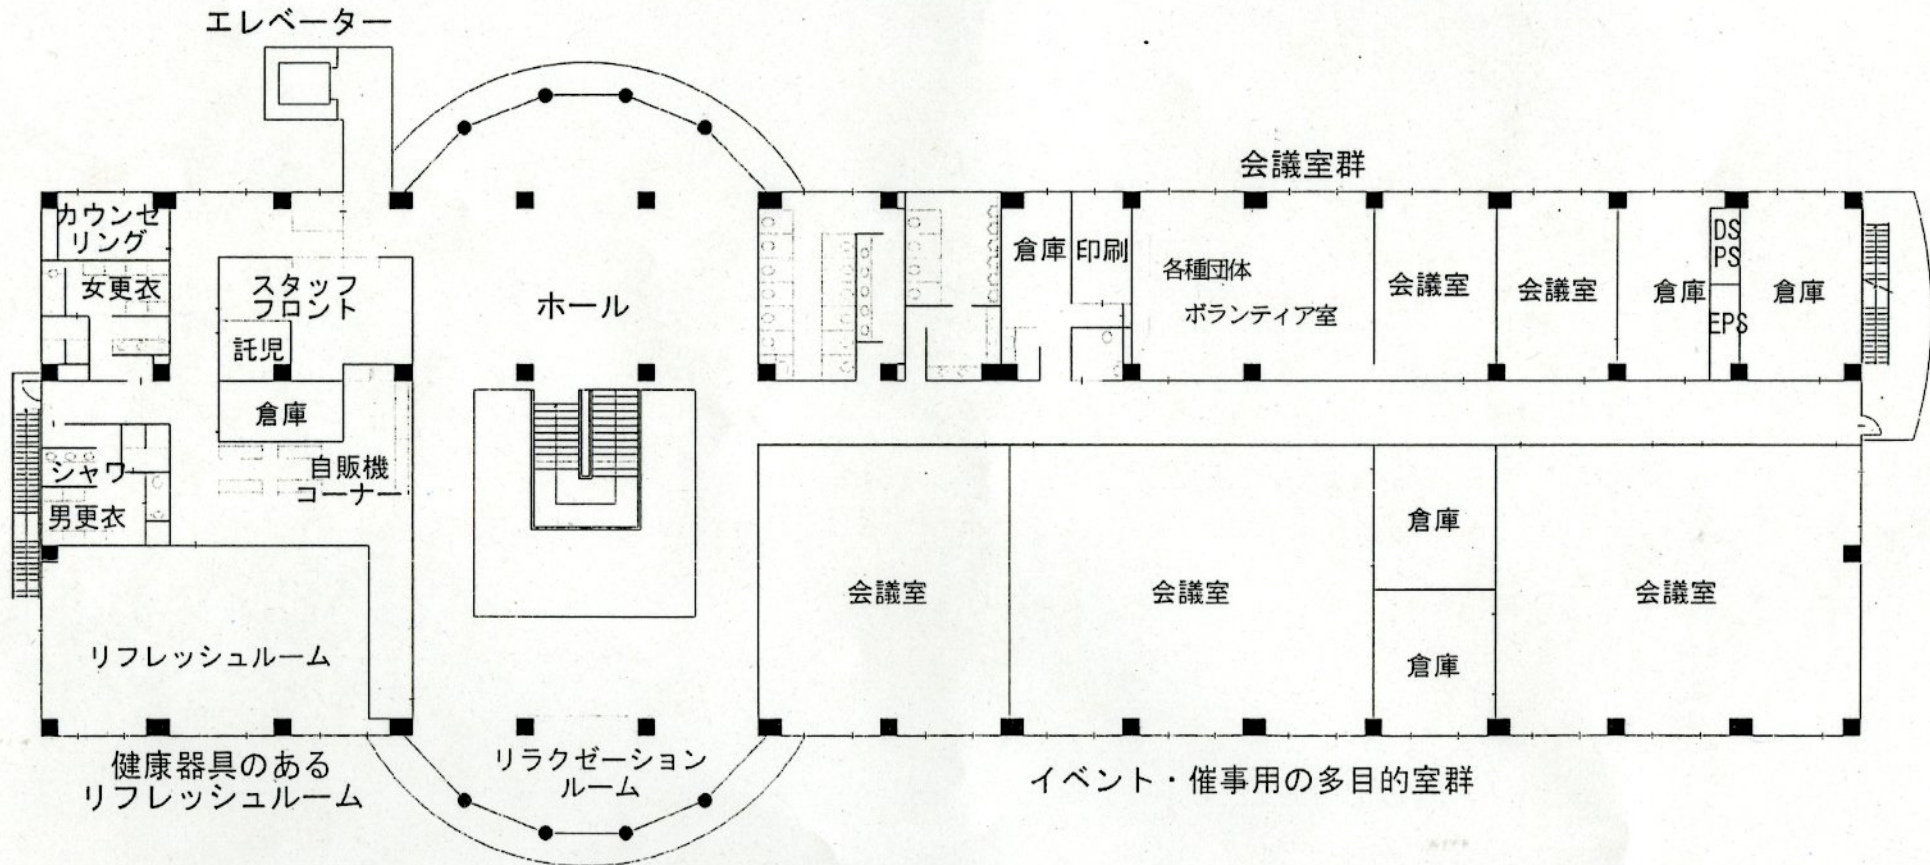 エレベーター
会議室群
カウンセ
リング
女更衣
スタッフ
フロント
託児
倉庫
シャワ
男更衣
自販機
コーナー
リフレッシュルーム
健康器具のある
リフレッシュルーム
ホール
リラクゼーション
ルーム
倉庫
印刷
各種団体
ボランティア室
会議室
会議室
倉庫
DS
PS
EPS
倉庫
会議室
会議室
倉庫
倉庫
会議室
イベント・催事用の多目的室群